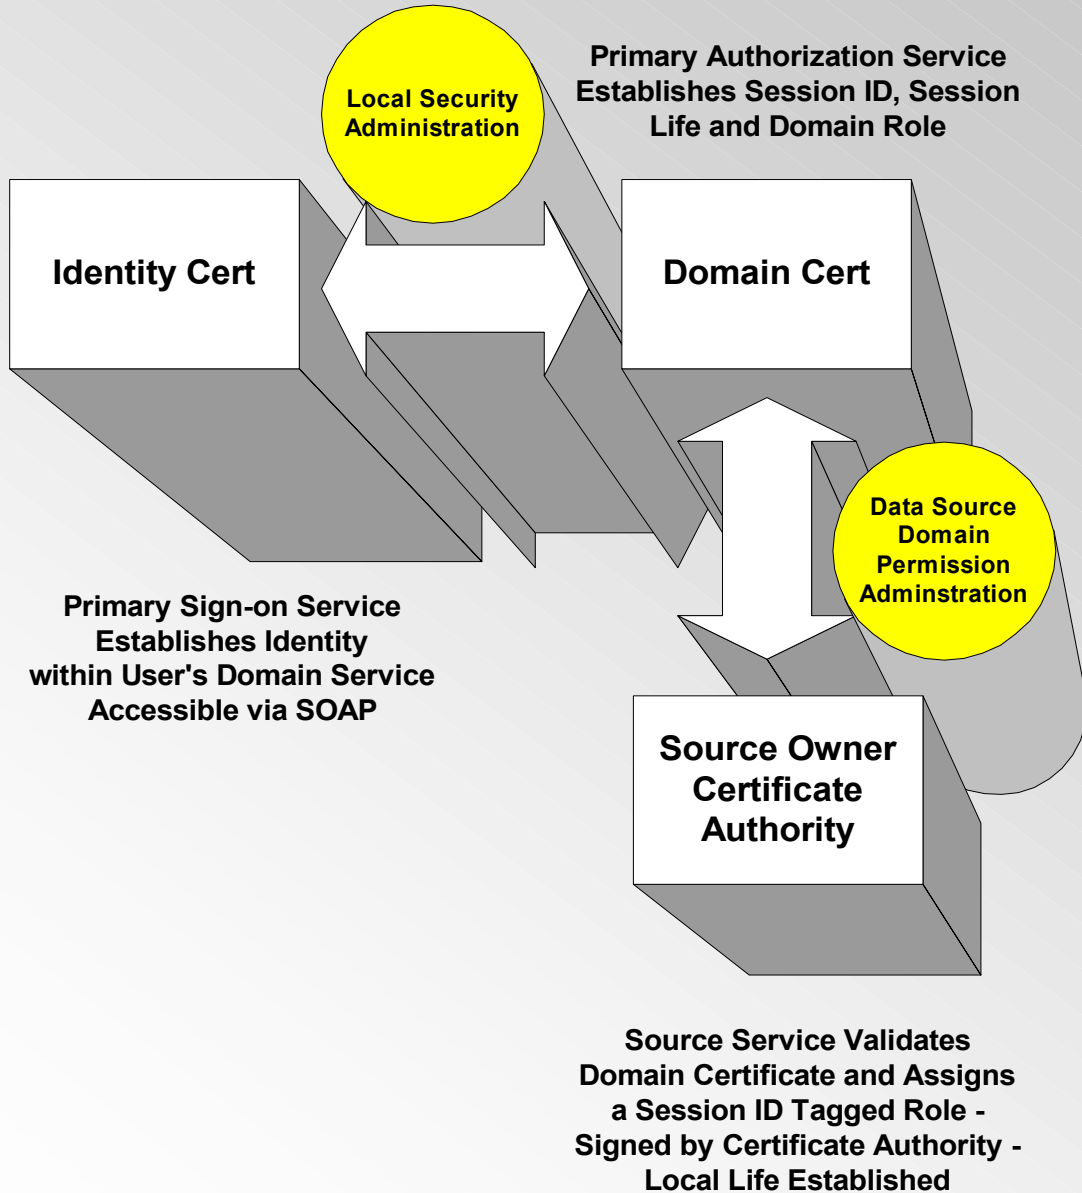 Local Security
Administration
Primary Authorization Service
Establishes Session ID, Session
Life and Domain Role
Identity Cert
Domain Cert
Data Source
Domain
Permission
Adminstration
Primary Sign-on Service
Establishes Identity
within User's Domain Service
Accessible via SOAP
Source Owner
Certificate
Authority
Source Service Validates
Domain Certificate and Assigns
a Session ID Tagged Role -
Signed by Certificate Authority -
Local Life Established